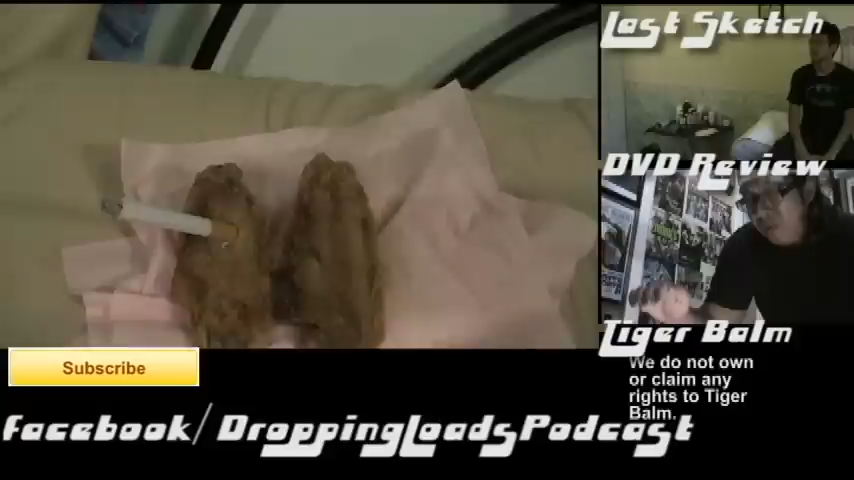 Last Sketch
DVD Review
Tiger Balm
We do not own
or claim any
rights to Tiger
Balm.
Subscribe
facebook/DroppingLoadsPodcast